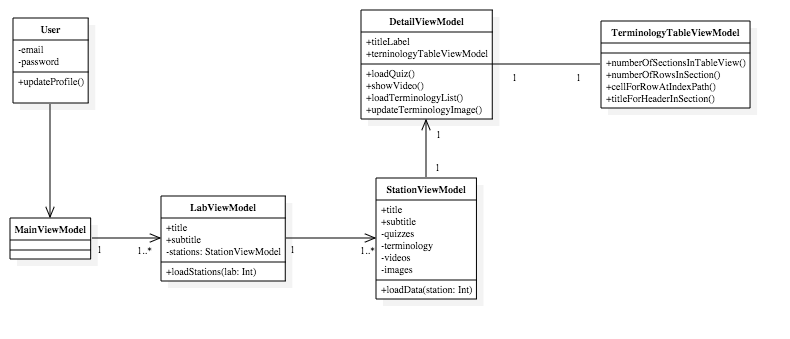 User
-email
-password
+updateProfile()
DetailViewModel
+titleLabel
+terninologyTableViewModel
+loadQuiz()
+showVideo()
+loadTerminologyList()
+updateTerminologyImage()
TerminologyTableViewModel
+numberOfSectionsInTableView()
+numberOfRowsInSection()
+cellForRowAtIndexPath()
+titleForHeaderInSection()
1
1
1
1
MainViewModel
1
1..*
LabViewModel
+title
+subtitle
-stations: StationViewModel
+loadStations(lab: Int)
1
1..*
StationViewModel
+title
+subtitle
-quizzes
-terminology
-videos
-images
+loadData(station: Int)